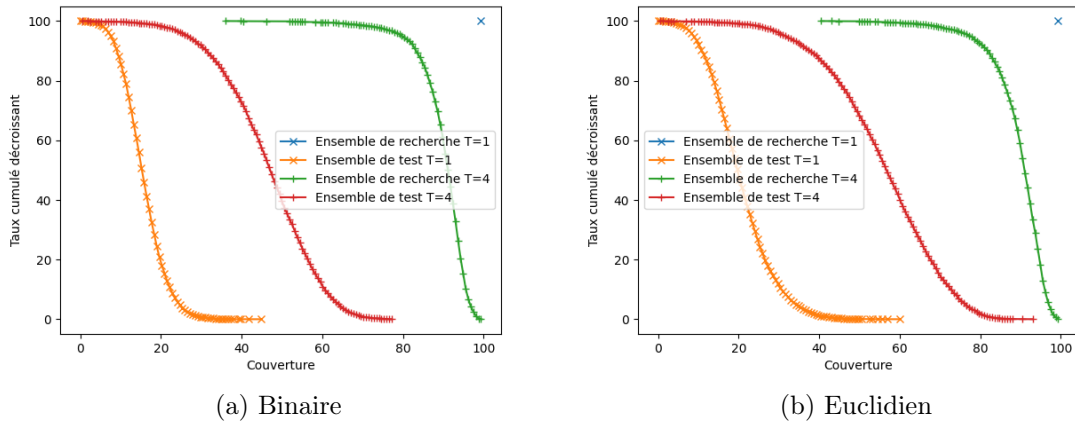 100
80
60
40
20
0
Taux cumulé décroissant
Ensemble de recherche T=1
Ensemble de test T=1
Ensemble de recherche T=4
Ensemble de test T=4
0 20 40 60 80 100
Couverture
(a) Binaire
100
80
60
40
20
0
Taux cumulé décroissant
Ensemble de recherche T=1
Ensemble de test T=1
Ensemble de recherche T=4
Ensemble de test T=4
0 20 40 60 80 100
Couverture
(b) Euclidien